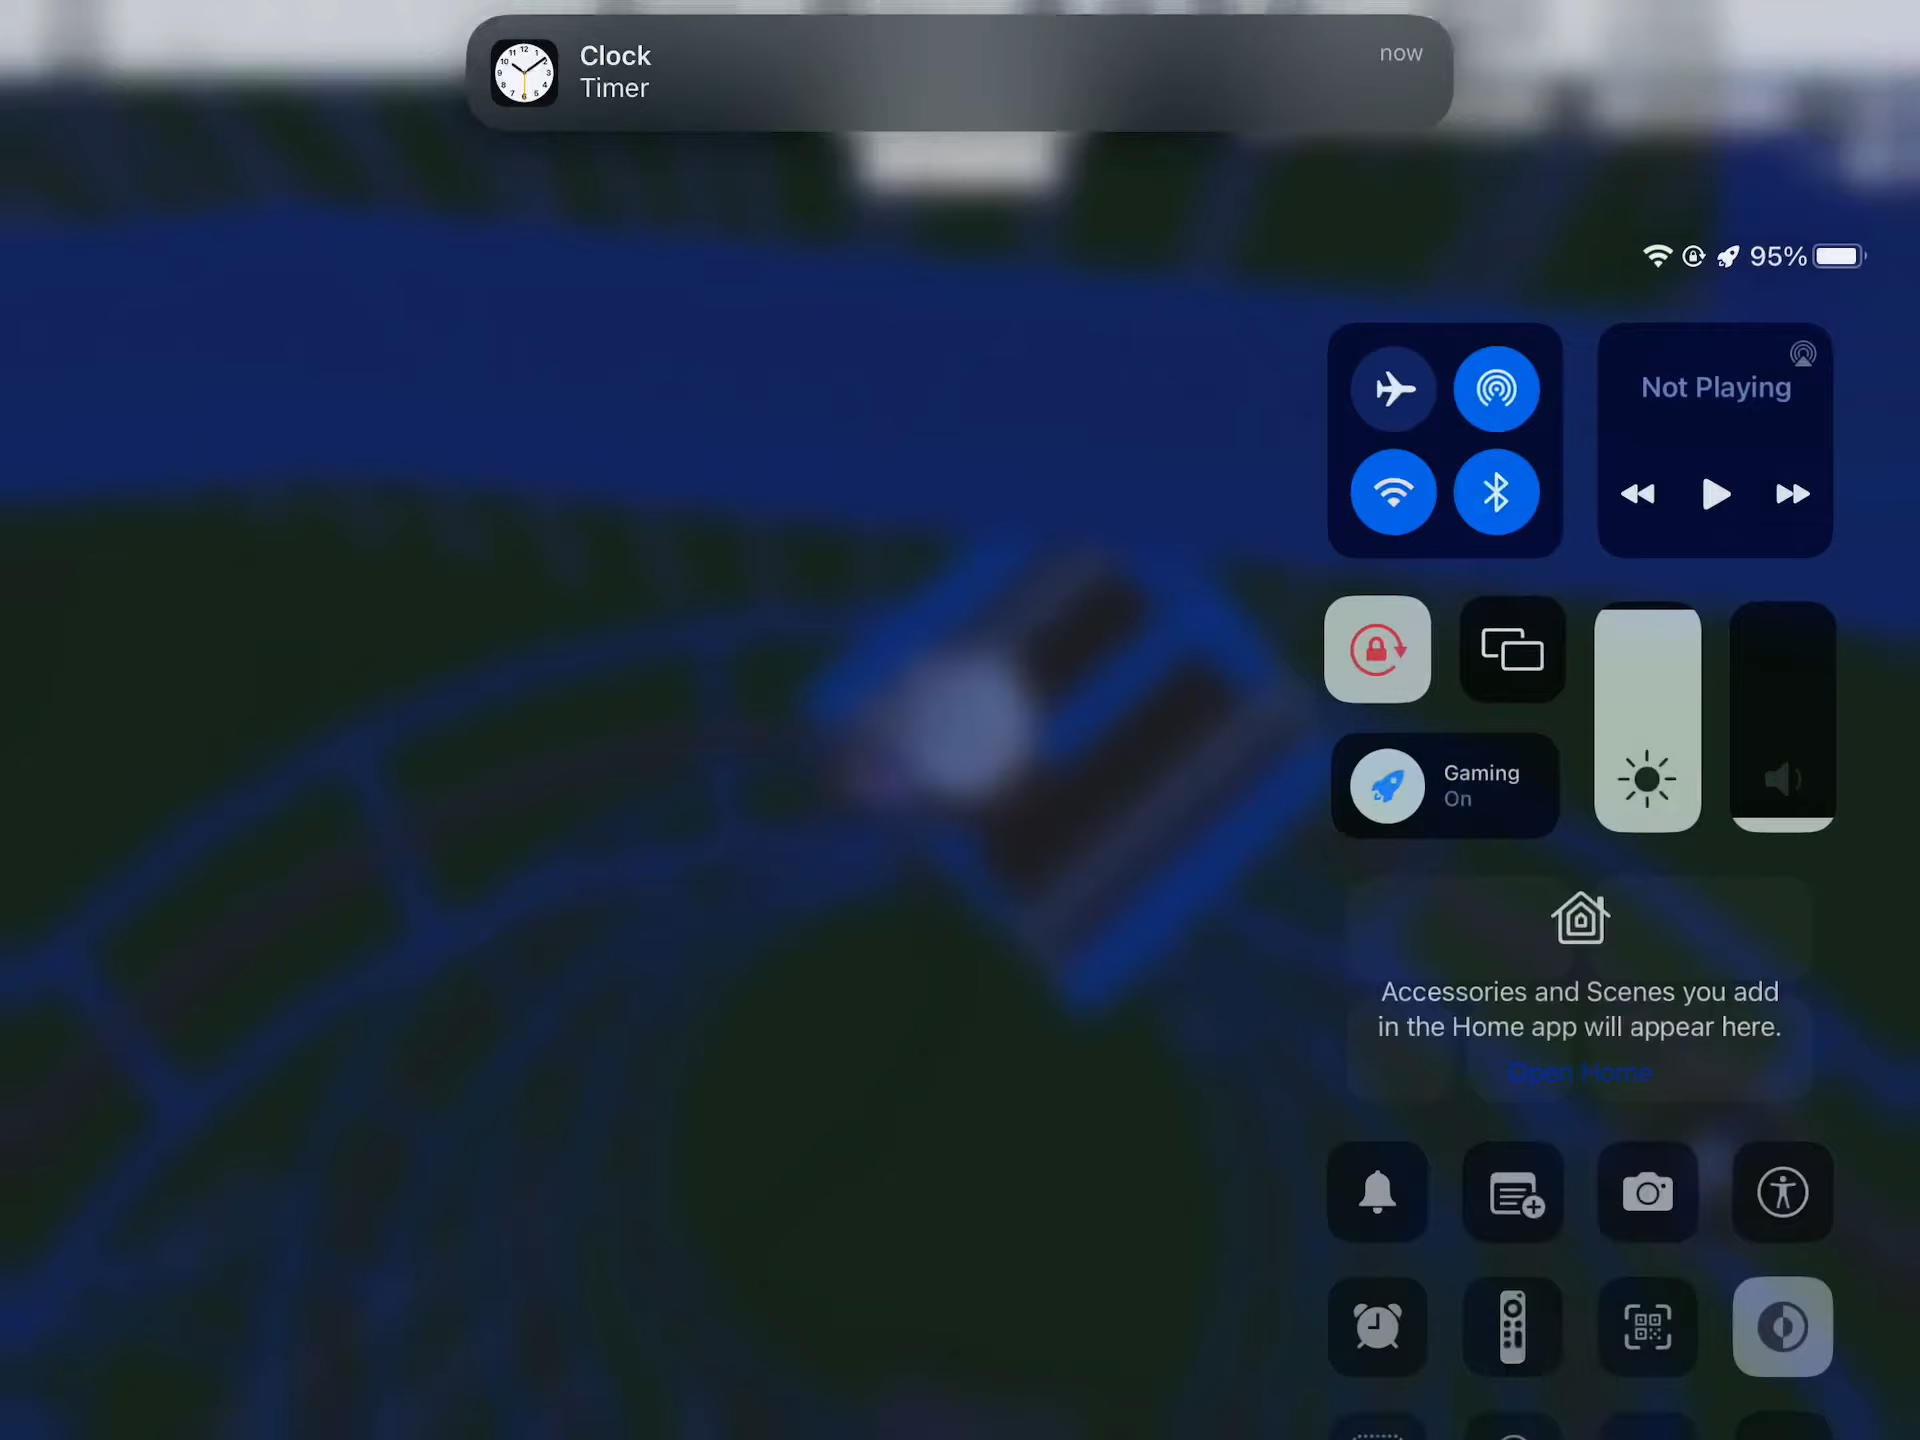 Clock
now
Timer
95%
Not Playing
Gaming
On
Accessories and Scenes you add
in the Home app will appear here.
Open Home